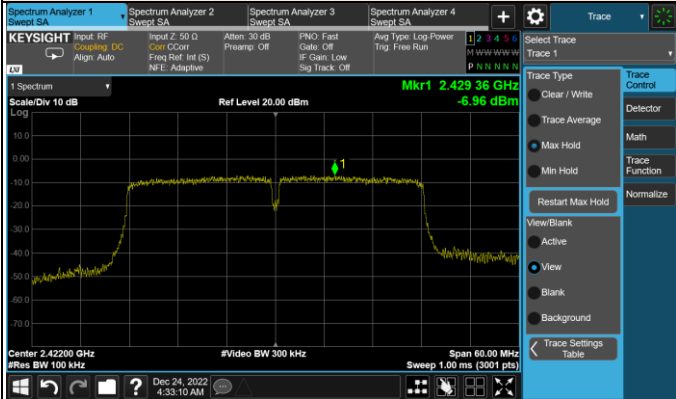 Spectrum Analyzer 1
Swept SA
Spectrum Analyzer 2
Swept SA
Spectrum Analyzer 3
Swept SA
Spectrum Analyzer 4
Swept SA
+
Trace
KEYSIGHT
Input: RF
Coupling: DC
Align: Auto
Input Z: 50 Ω
Corr CCorr
Freq Ref: Int (S)
NFE: Adaptive
Atten: 30 dB
Preamp: Off
PNO: Fast
Gate: Off
IF Gain: Low
Sig Track: Off
Avg Type: Log-Power
Trig: Free Run
1 2 3 4 5 6
M W W W W W
P N N N N N
LXI
Select Trace
Trace 1
1 Spectrum
Scale/Div 10 dB
Log
Ref Level 20.00 dBm
Mkr1 2.429 36 GHz
-6.96 dBm
10.0
0.00
-10.0
-20.0
-30.0
-40.0
-50.0
-60.0
-70.0
1
Center 2.42200 GHz
#Res BW 100 kHz
#Video BW 300 kHz
Span 60.00 MHz
Sweep 1.00 ms (3001 pts)
Trace Type
Clear / Write
Trace Average
Max Hold
Min Hold
Restart Max Hold
View/Blank
Active
View
Blank
Background
Trace Settings
Table
Trace
Control
Detector
Math
Trace
Function
Normalize
?
Dec 24, 2022
4:33:10 AM